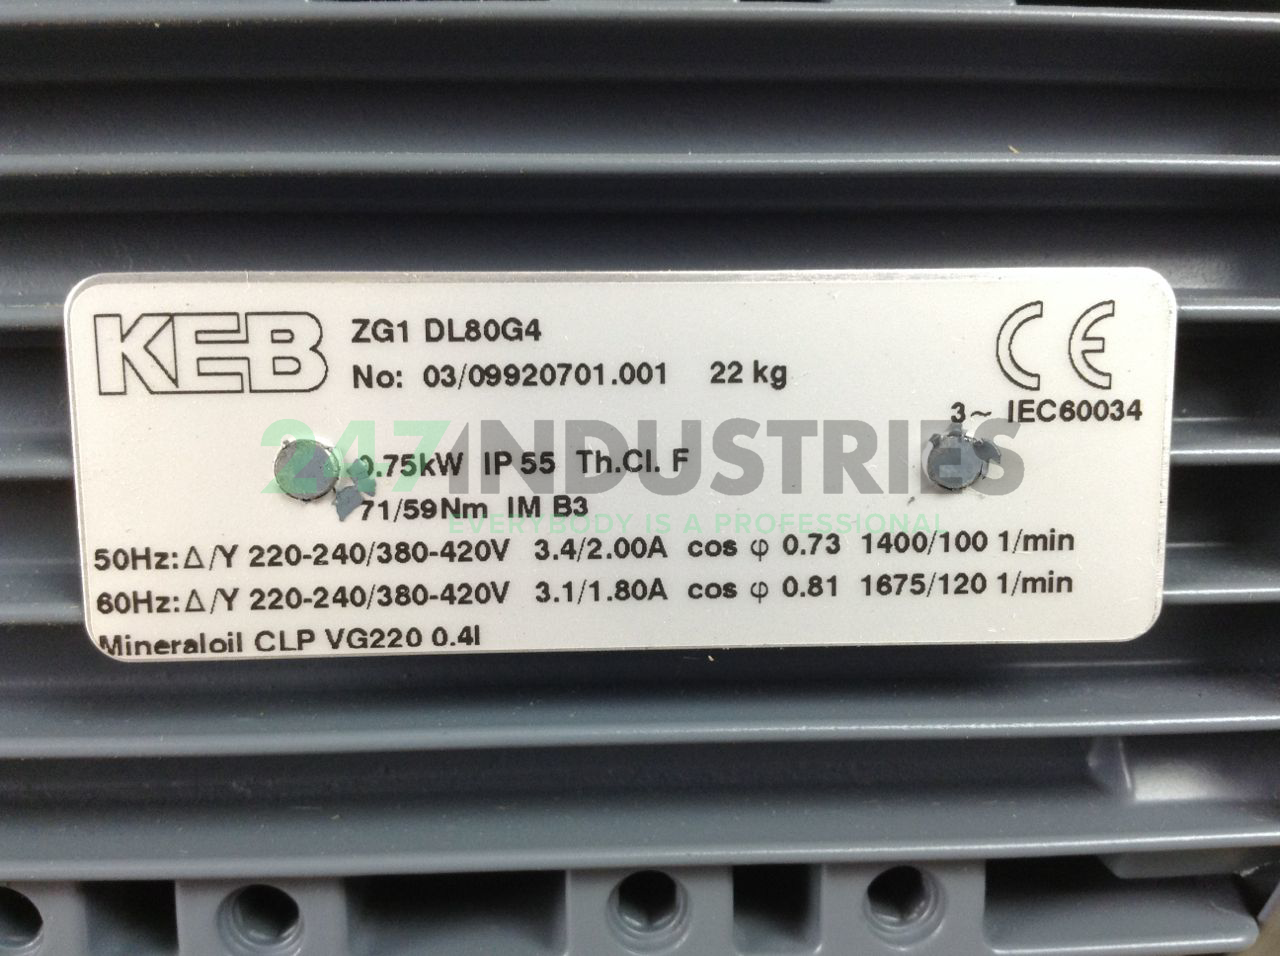 KEB
ZG1 DL80G4
No: 03/09920701.001 22 kg
CE
3~ IEC60034
247INDUSTRIES
0.75kW IP 55 Th.Cl. F
71/59Nm IM B3
EVERYBODY IS A PROFESSIONAL
50Hz: Δ/Y 220-240/380-420V 3.4/2.00A cos φ 0.73 1400/100 1/min
60Hz: Δ/Y 220-240/380-420V 3.1/1.80A cos φ 0.81 1675/120 1/min
Mineraloil CLP VG220 0.4l